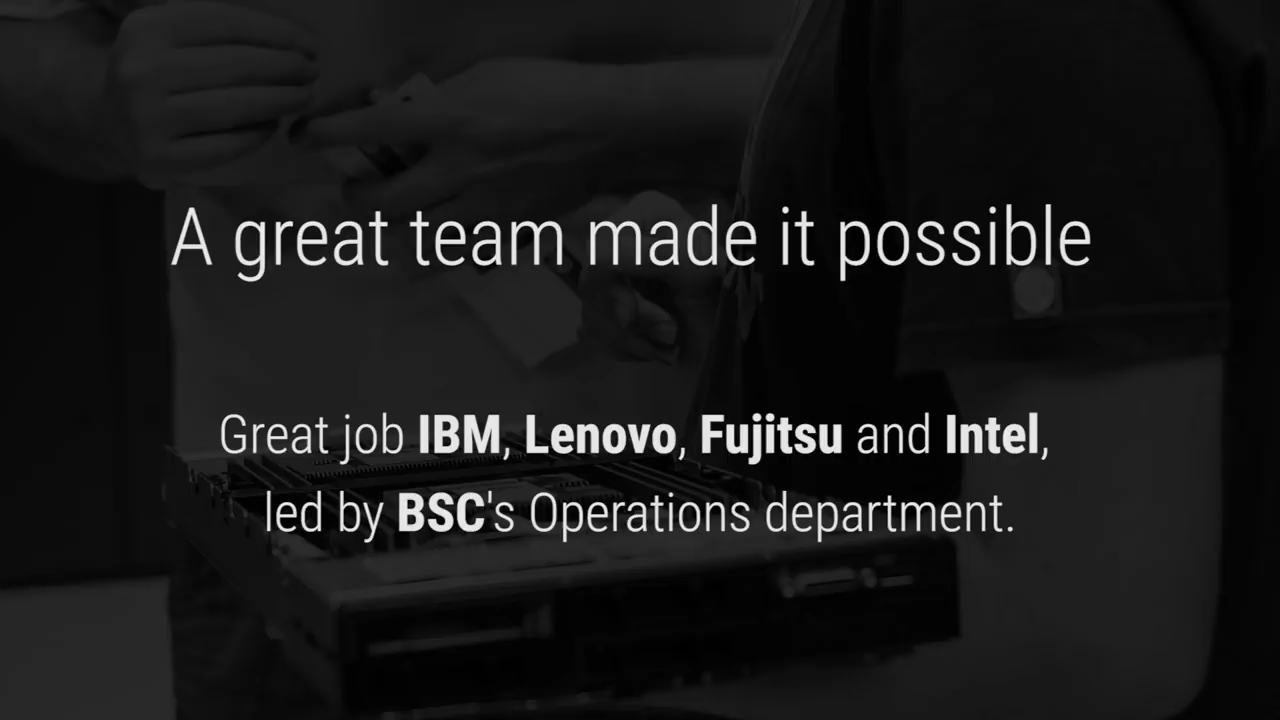 A great team made it possible
Great job IBM, Lenovo, Fujitsu and Intel,
led by BSC's Operations department.